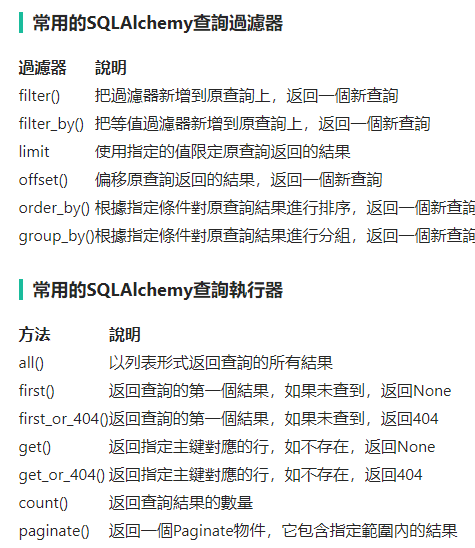 常用的SQLAlchemy查詢過濾器
過濾器 說明
filter() 把過濾器新增到原查詢上，返回一個新查詢
filter_by() 把等值過濾器新增到原查詢上，返回一個新查詢
limit 使用指定的值限定原查詢返回的結果
offset() 偏移原查詢返回的結果，返回一個新查詢
order_by() 根據指定條件對原查詢結果進行排序，返回一個新查詢
group_by() 根據指定條件對原查詢結果進行分組，返回一個新查詢
常用的SQLAlchemy查詢執行器
方法 說明
all() 以列表形式返回查詢的所有結果
first() 返回查詢的第一個結果，如果未查到，返回None
first_or_404() 返回查詢的第一個結果，如果未查到，返回404
get() 返回指定主鍵對應的行，如不存在，返回None
get_or_404() 返回指定主鍵對應的行，如不存在，返回404
count() 返回查詢結果的數量
paginate() 返回一個Paginate物件，它包含指定範圍內的結果